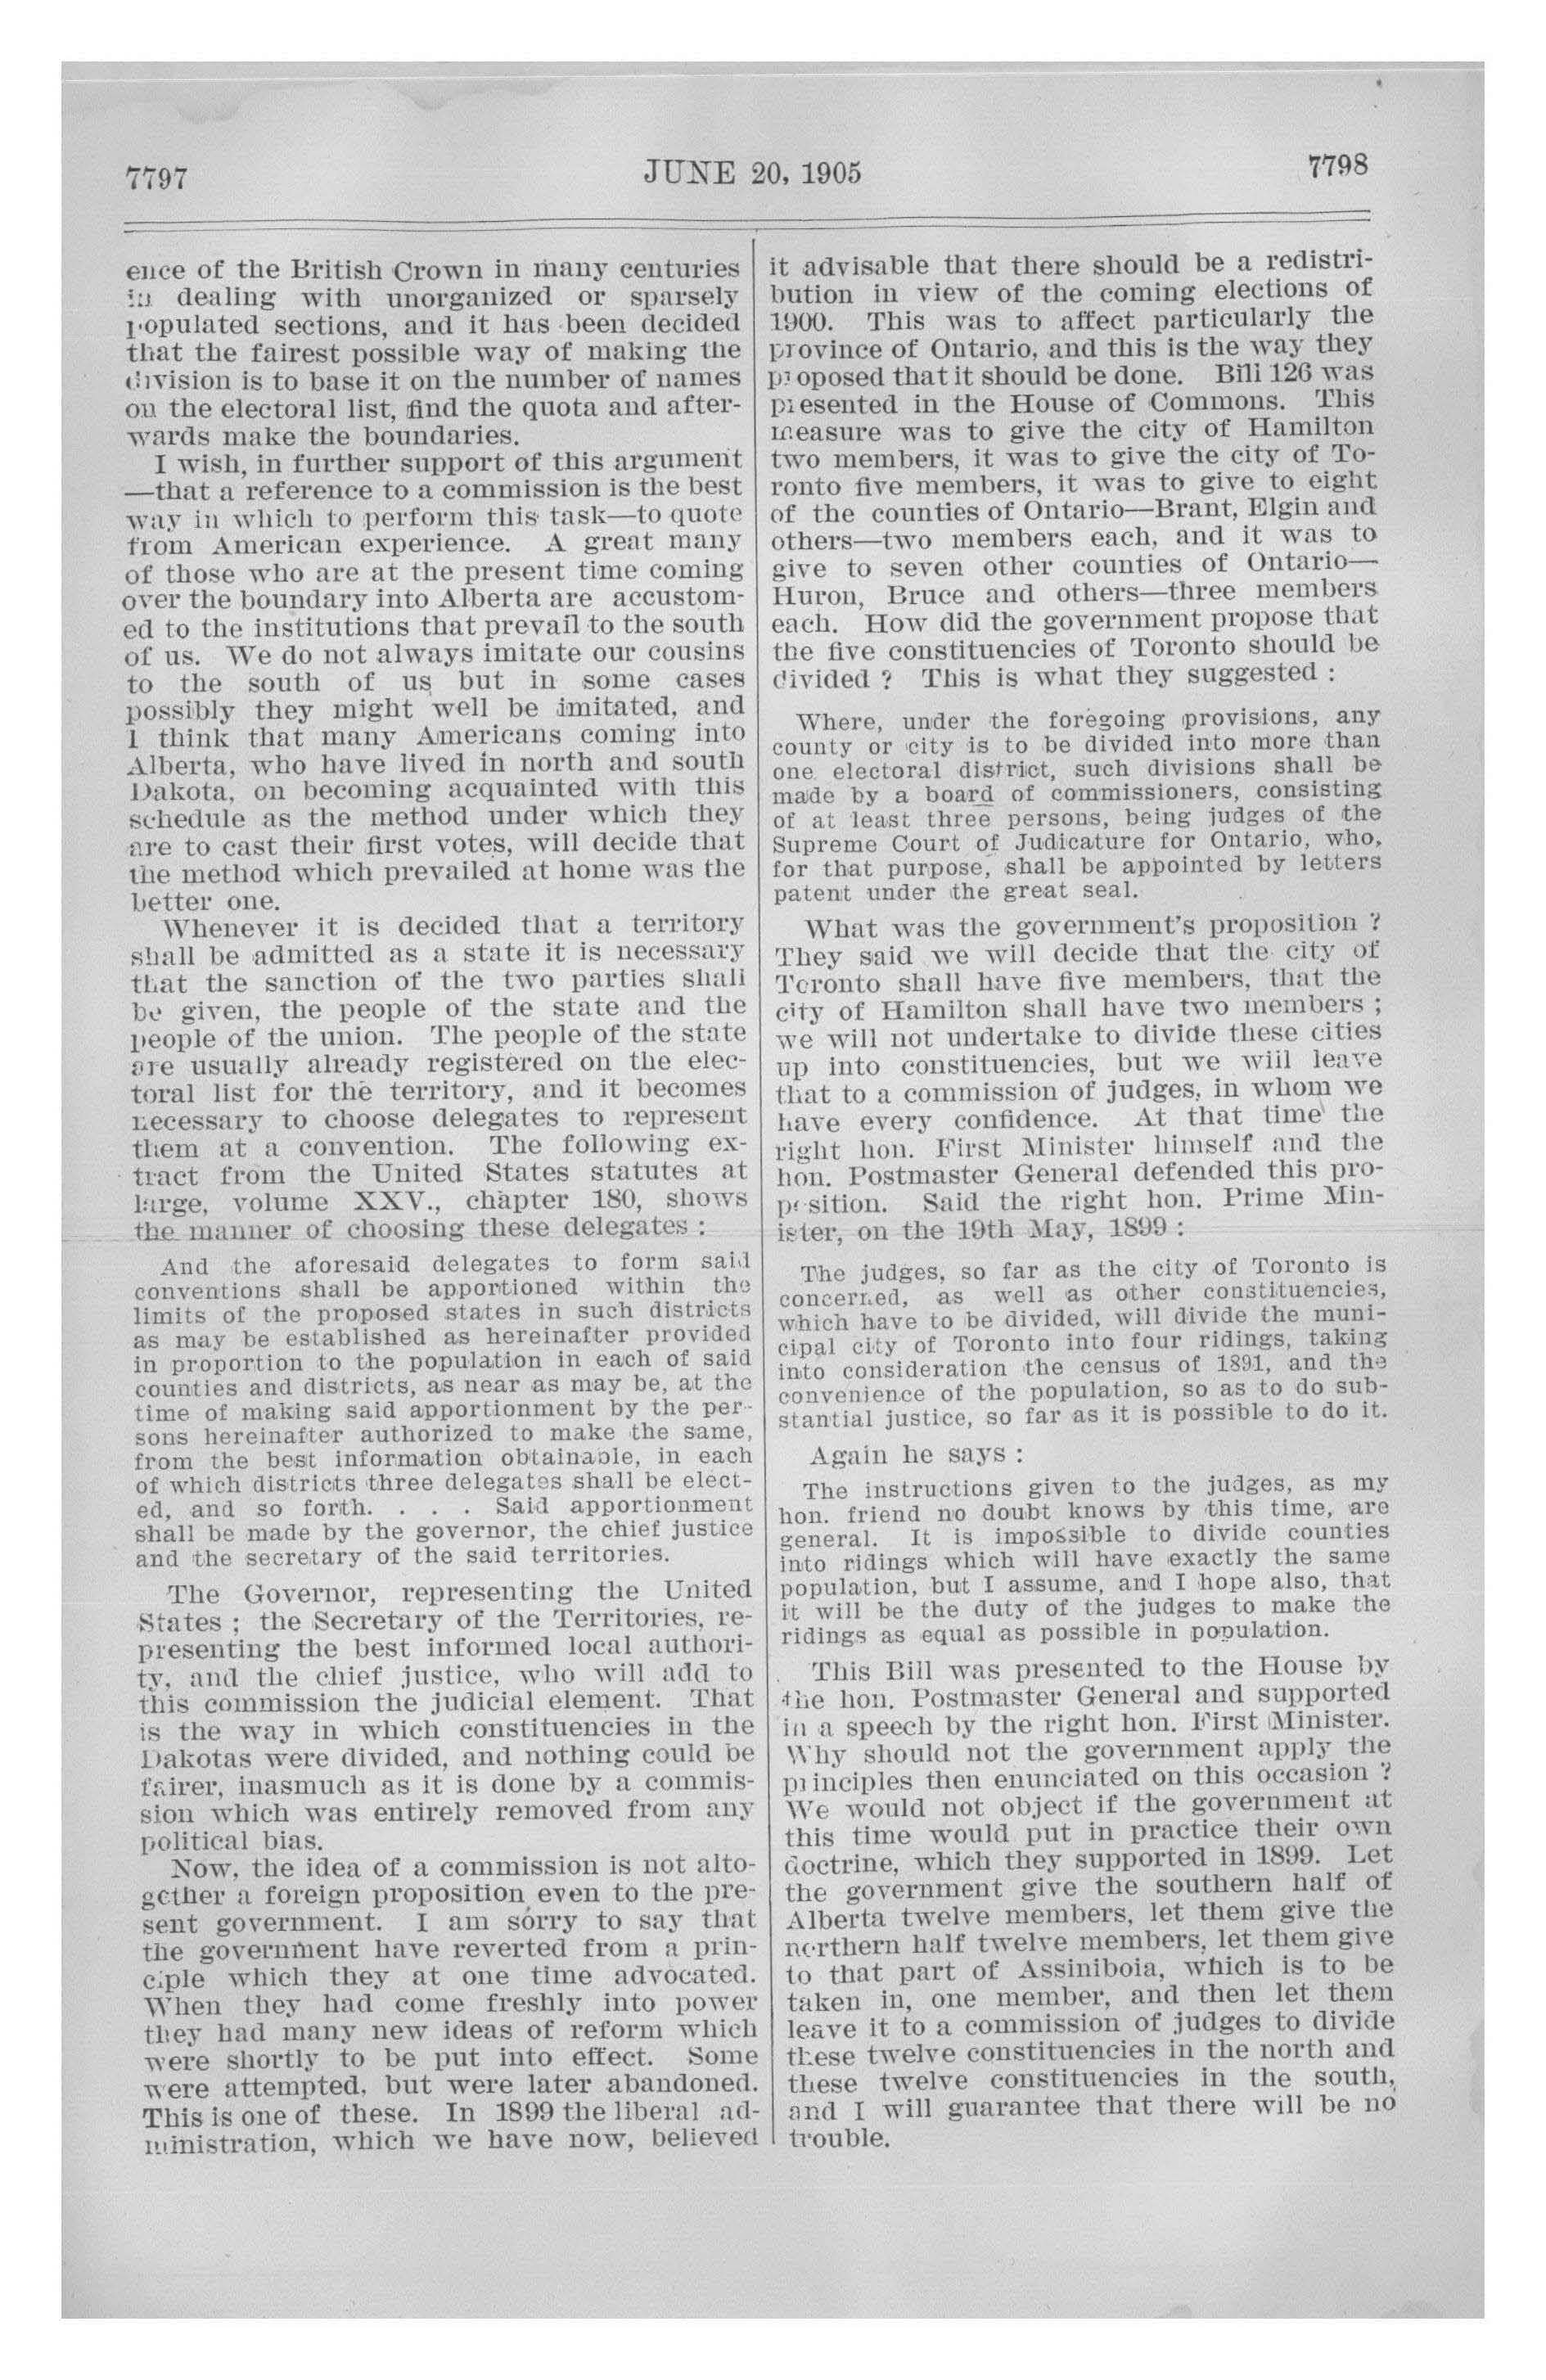 7797
JUNE 20, 1905
7798
ence of the British Crown in many centuries
in dealing with unorganized or sparsely
populated sections, and it has been decided
that the fairest possible way of making the
division is to base it on the number of names
on the electoral list, find the quota and after-
wards make the boundaries.
I wish, in further support of this argument
—that a reference to a commission is the best
way in which to perform this task—to quote
from American experience. A great many
of those who are at the present time coming
over the boundary into Alberta are accustom-
ed to the institutions that prevail to the south
of us. We do not always imitate our cousins
to the south of us but in some cases
possibly they might well be imitated, and
I think that many Americans coming into
Alberta, who have lived in north and south
Dakota, on becoming acquainted with this
schedule as the method under which they
are to cast their first votes, will decide that
the method which prevailed at home was the
better one.
Whenever it is decided that a territory
shall be admitted as a state it is necessary
that the sanction of the two parties shall
be given, the people of the state and the
people of the union. The people of the state
are usually already registered on the elec-
toral list for the territory, and it becomes
necessary to choose delegates to represent
them at a convention. The following ex-
tract from the United States statutes at
large, volume XXV., chapter 180, shows
the manner of choosing these delegates :
And the aforesaid delegates to form said
conventions shall be apportioned within the
limits of the proposed states in such districts
as may be established as hereinafter provided
in proportion to the population in each of said
counties and districts, as near as may be, at the
time of making said apportionment by the per-
sons hereinafter authorized to make the same,
from the best information obtainable, in each
of which districts three delegates shall be elect-
ed, and so forth. . . . Said apportionment
shall be made by the governor, the chief justice
and the secretary of the said territories.
The Governor, representing the United
States ; the Secretary of the Territories, re-
presenting the best informed local authori-
ty, and the chief justice, who will add to
this commission the judicial element. That
is the way in which constituencies in the
Dakotas were divided, and nothing could be
fairer, inasmuch as it is done by a commis-
sion which was entirely removed from any
political bias.
Now, the idea of a commission is not alto-
gether a foreign proposition even to the pre-
sent government. I am sorry to say that
the government have reverted from a prin-
ciple which they at one time advocated.
When they had come freshly into power
they had many new ideas of reform which
were shortly to be put into effect. Some
were attempted, but were later abandoned.
This is one of these. In 1899 the liberal ad-
ministration, which we have now, believed
it advisable that there should be a redistri-
bution in view of the coming elections of
1900. This was to affect particularly the
province of Ontario, and this is the way they
proposed that it should be done. Bill 126 was
presented in the House of Commons. This
measure was to give the city of Hamilton
two members, it was to give the city of To-
ronto five members, it was to give to eight
of the counties of Ontario—Brant, Elgin and
others—two members each, and it was to
give to seven other counties of Ontario—
Huron, Bruce and others—three members
each. How did the government propose that
the five constituencies of Toronto should be
divided ? This is what they suggested :
Where, under the foregoing provisions, any
county or city is to be divided into more than
one electoral district, such divisions shall be
made by a board of commissioners, consisting
of at least three persons, being judges of the
Supreme Court of Judicature for Ontario, who,
for that purpose, shall be appointed by letters
patent under the great seal.
What was the government's proposition ?
They said we will decide that the city of
Toronto shall have five members, that the
city of Hamilton shall have two members ;
we will not undertake to divide these cities
up into constituencies, but we will leave
that to a commission of judges, in whom we
have every confidence. At that time the
right hon. First Minister himself and the
hon. Postmaster General defended this pro-
position. Said the right hon. Prime Min-
ister, on the 19th May, 1899 :
The judges, so far as the city of Toronto is
concerned, as well as other constituencies,
which have to be divided, will divide the muni-
cipal city of Toronto into four ridings, taking
into consideration the census of 1891, and the
convenience of the population, so as to do sub-
stantial justice, so far as it is possible to do it.
Again he says :
The instructions given to the judges, as my
hon. friend no doubt knows by this time, are
general. It is impossible to divide counties
into ridings which will have exactly the same
population, but I assume, and I hope also, that
it will be the duty of the judges to make the
ridings as equal as possible in population.
This Bill was presented to the House by
the hon. Postmaster General and supported
in a speech by the right hon. First Minister.
Why should not the government apply the
principles then enunciated on this occasion ?
We would not object if the government at
this time would put in practice their own
doctrine, which they supported in 1899. Let
the government give the southern half of
Alberta twelve members, let them give the
northern half twelve members, let them give
to that part of Assiniboia, which is to be
taken in, one member, and then let them
leave it to a commission of judges to divide
these twelve constituencies in the north and
these twelve constituencies in the south,
and I will guarantee that there will be no
trouble.